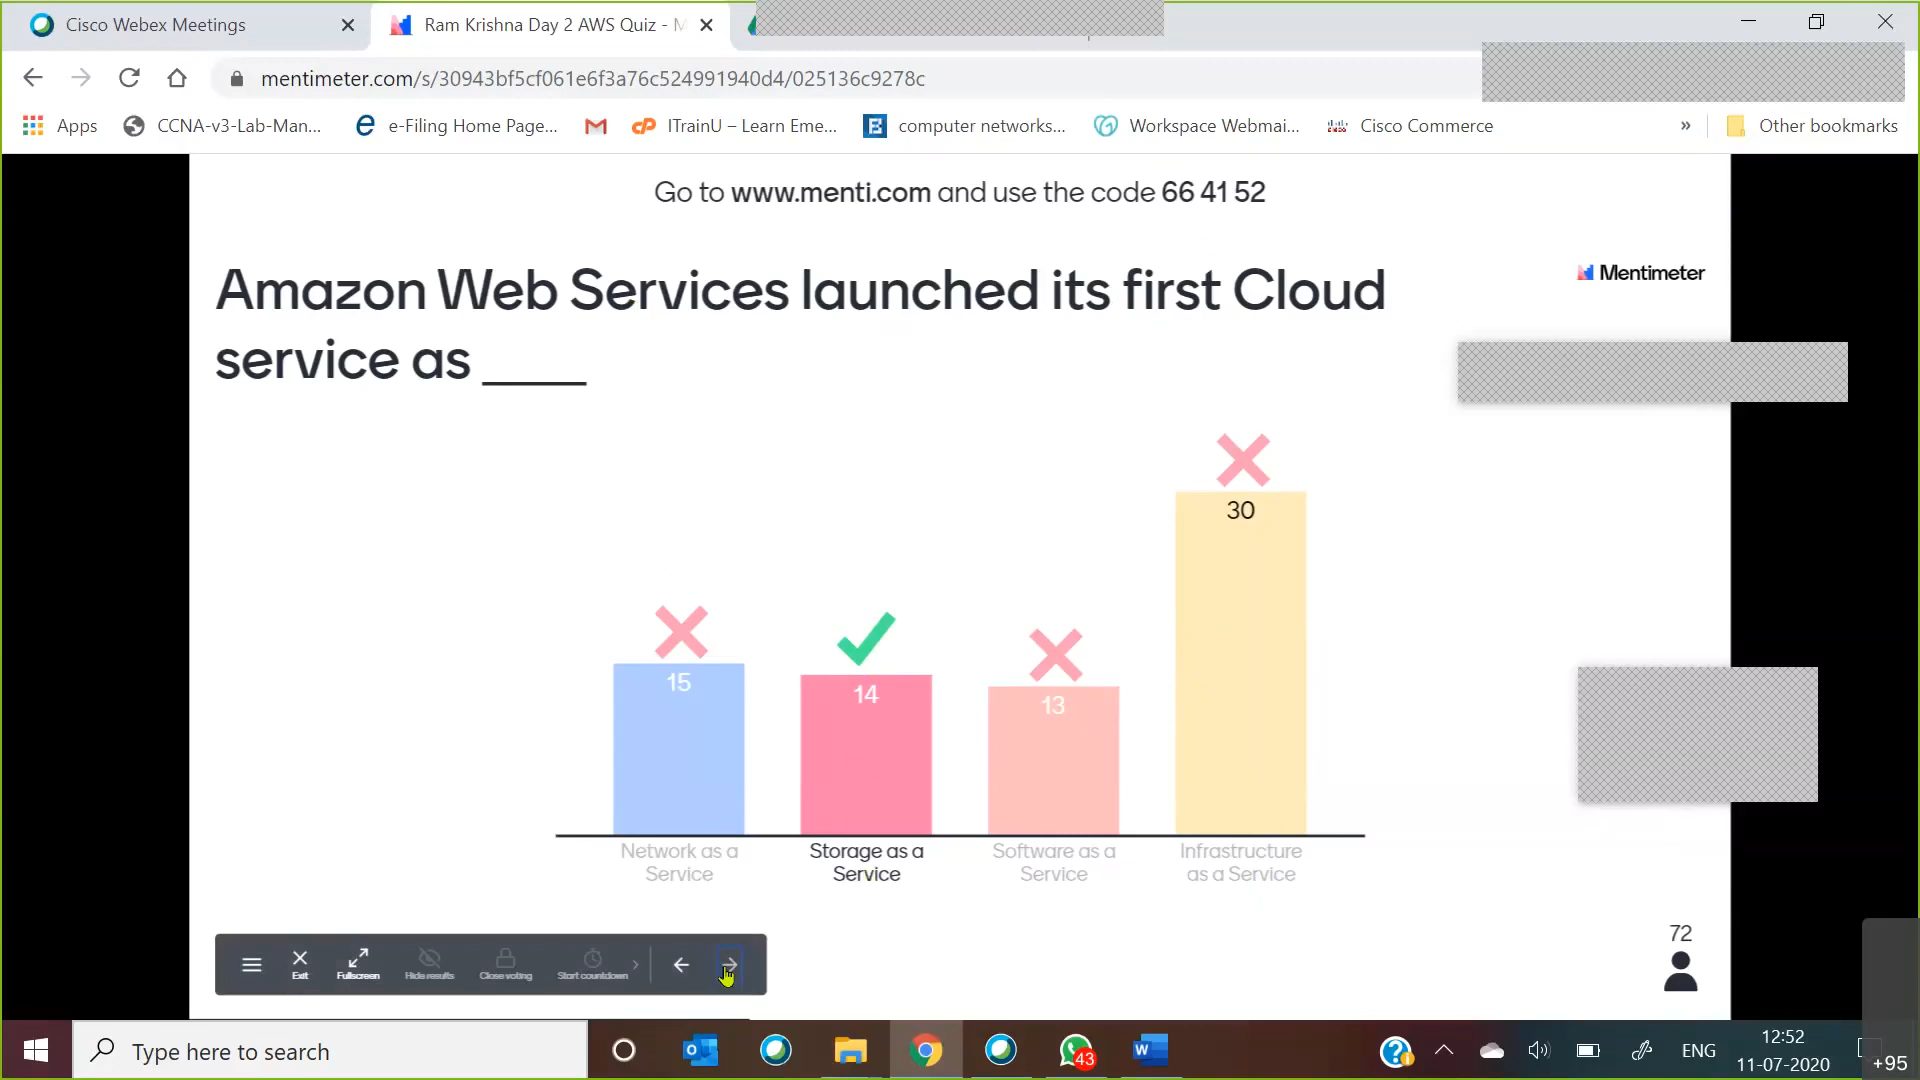 Cisco Webex Meetings
Ram Krishna Day 2 AWS Quiz - M
mentimeter.com/s/30943bf5cf061e6f3a76c524991940d4/025136c9278c
Apps
CCNA-v3-Lab-Man...
e-Filing Home Page...
ITrainU – Learn Eme...
computer networks...
Workspace Webmai...
Cisco Commerce
»
Other bookmarks
Go to www.menti.com and use the code 66 41 52
Amazon Web Services launched its first Cloud
service as ____
Mentimeter
30
15
14
13
Network as a
Service
Storage as a
Service
Software as a
Service
Infrastructure
as a Service
Exit
Fullscreen
Hide results
Close voting
Start countdown
72
Type here to search
43
ENG
12:52
11-07-2020
+95